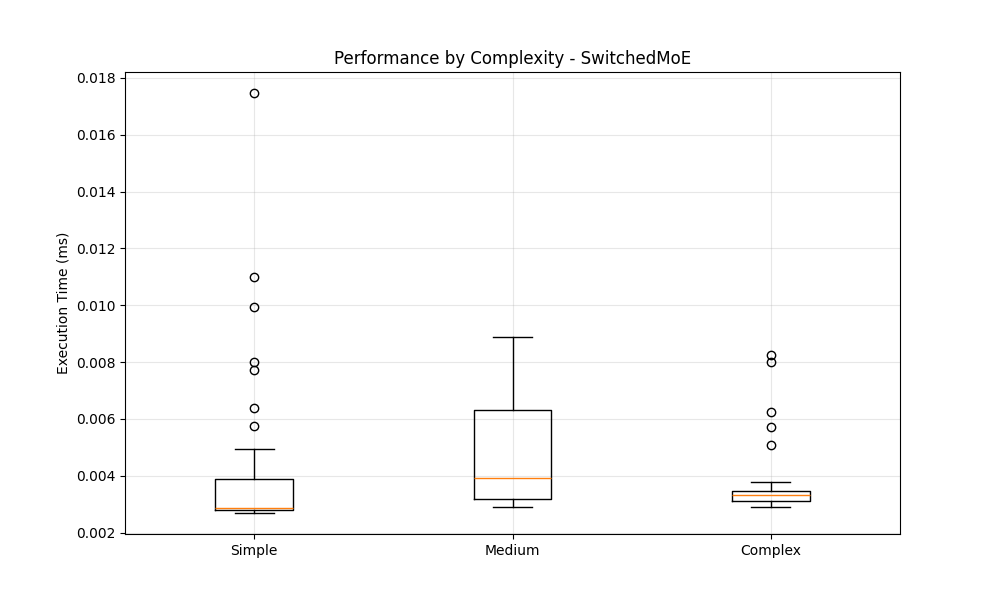 Performance by Complexity - SwitchedMoE
Execution Time (ms)
0.018
0.016
0.014
0.012
0.010
0.008
0.006
0.004
0.002
Simple
Medium
Complex